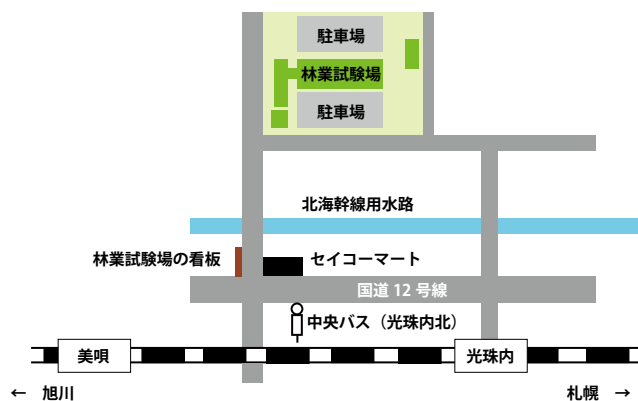 駐車場
林業試験場
駐車場
北海幹線用水路
林業試験場の看板
セイコーマート
国道 12 号線
中央バス（光珠内北）
美唄
光珠内
← 旭川
札幌 →